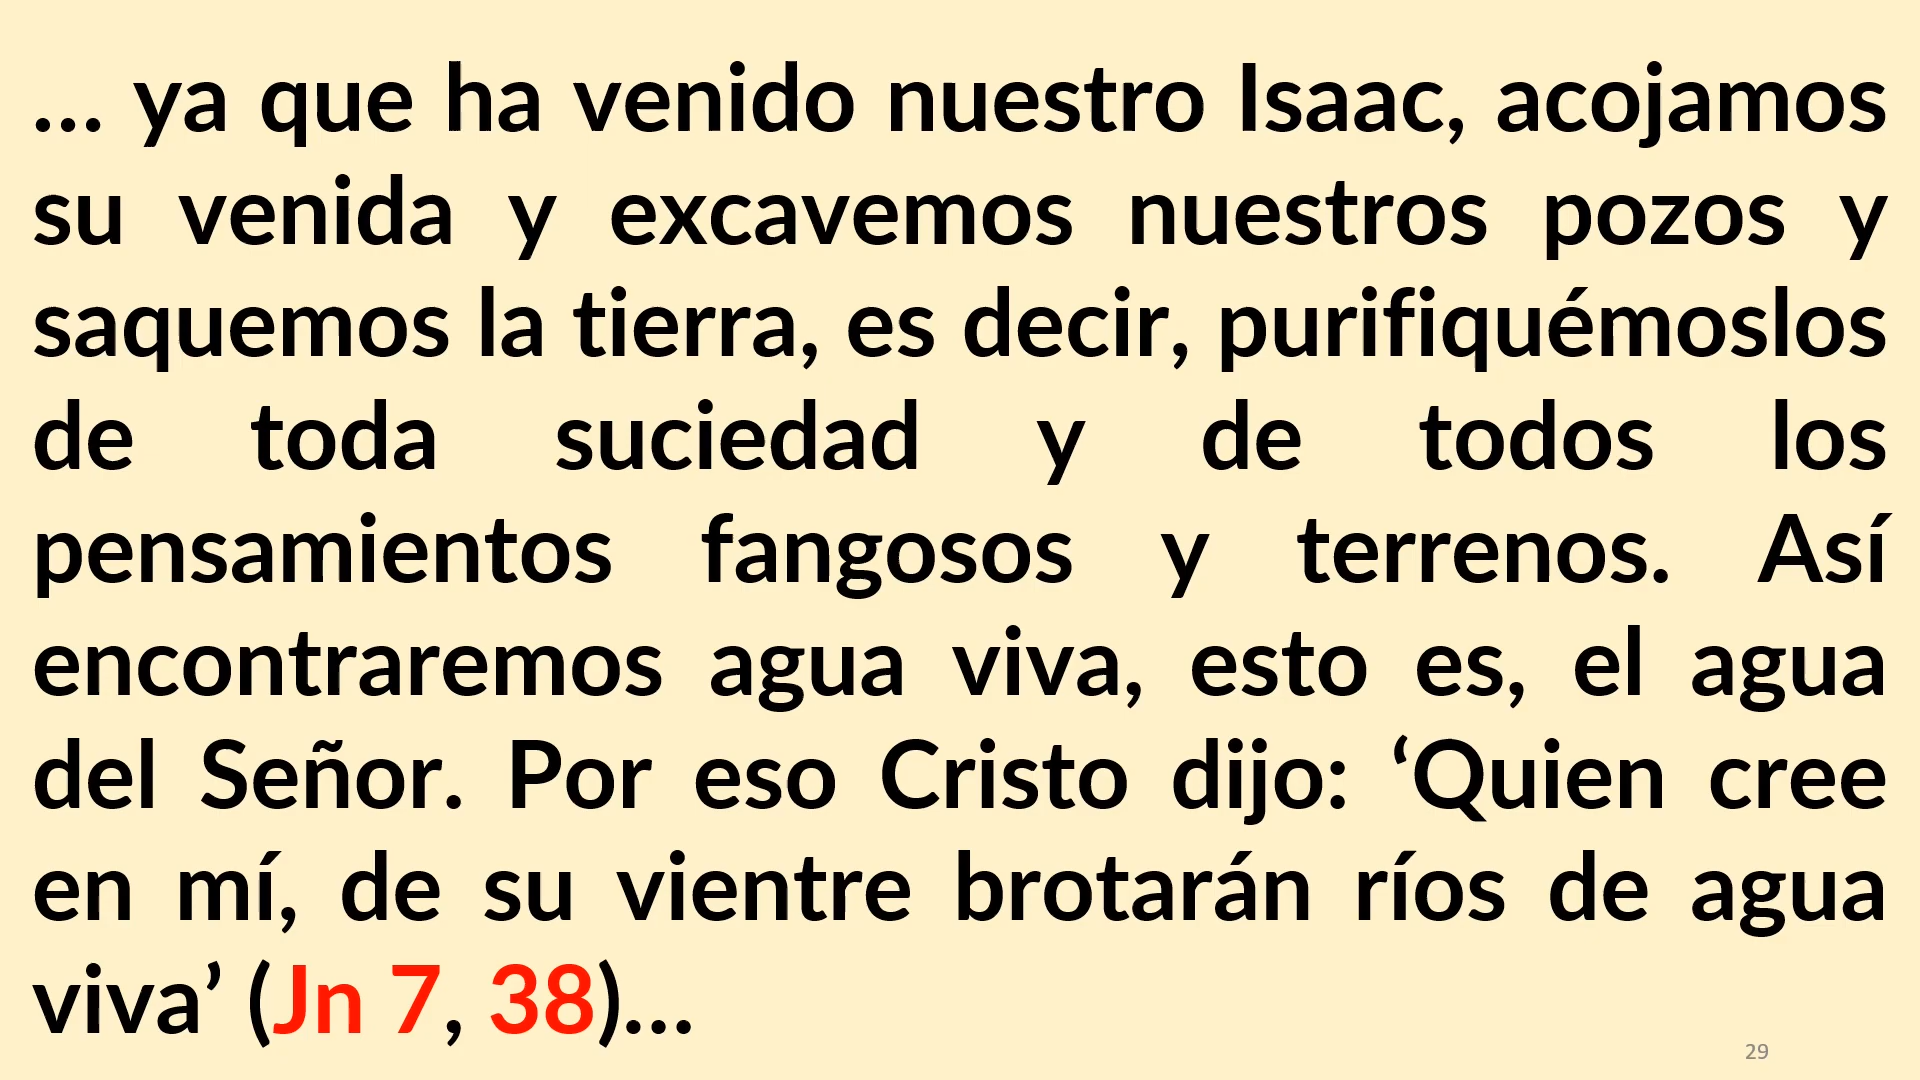 … ya que ha venido nuestro Isaac, acojamos
su venida y excavemos nuestros pozos y
saquemos la tierra, es decir, purifiquémoslos
de toda suciedad y de todos los
pensamientos fangosos y terrenos. Así
encontraremos agua viva, esto es, el agua
del Señor. Por eso Cristo dijo: ‘Quien cree
en mí, de su vientre brotarán ríos de agua
viva’ (Jn 7, 38)…
29